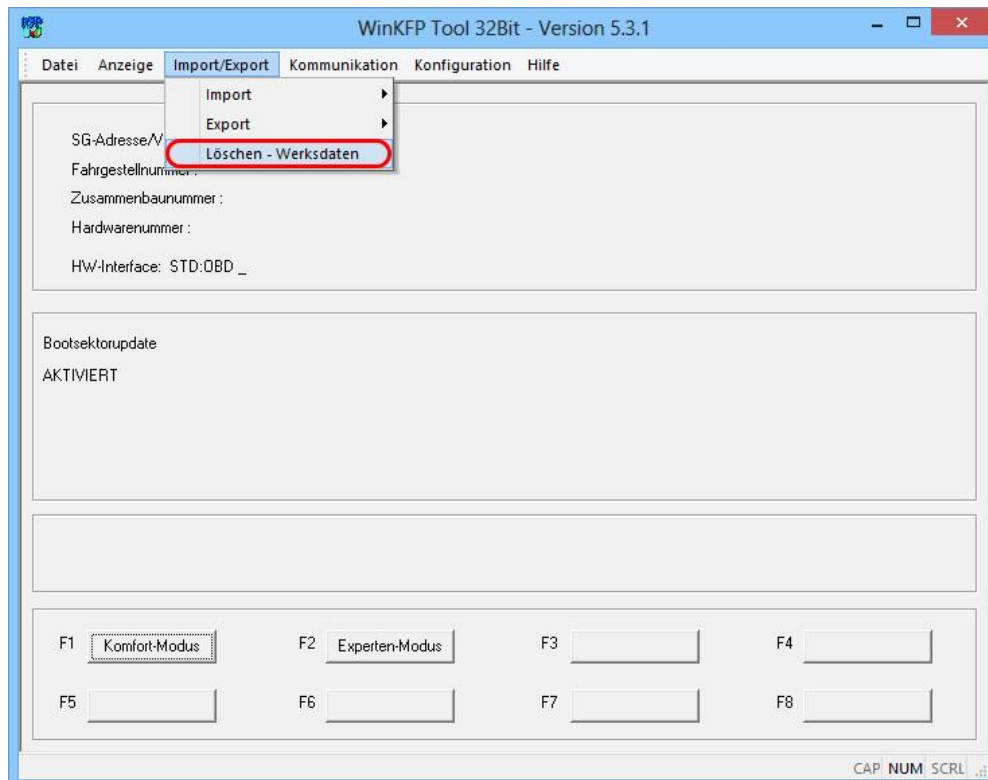 WinKFP Tool 32Bit - Version 5.3.1
Datei Anzeige Import/Export Kommunikation Konfiguration Hilfe
Import
Export
Löschen - Werksdaten
SG-Adresse/V
Fahrgestellnummer :
Zusammenbaunummer :
Hardwarenummer :
HW-Interface: STD:OBD _
Bootsektorupdate
AKTIVIERT
F1 Komfort-Modus F2 Experten-Modus F3 F4
F5 F6 F7 F8
CAP NUM SCRL